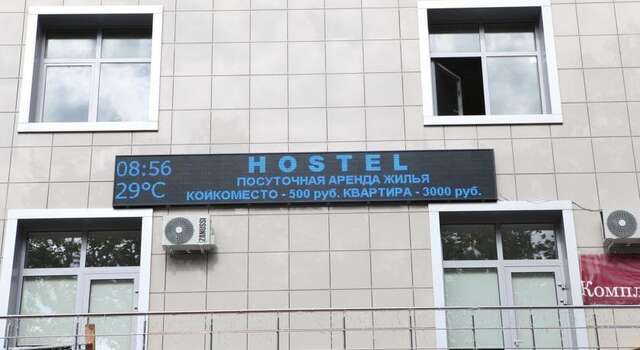 08:56
29°C
HOSTEL
ПОСУТОЧНАЯ АРЕНДА ЖИЛЬЯ
КОЙКОМЕСТО - 500 руб. КВАРТИРА - 3000 руб.
ZANUSSI
Компл